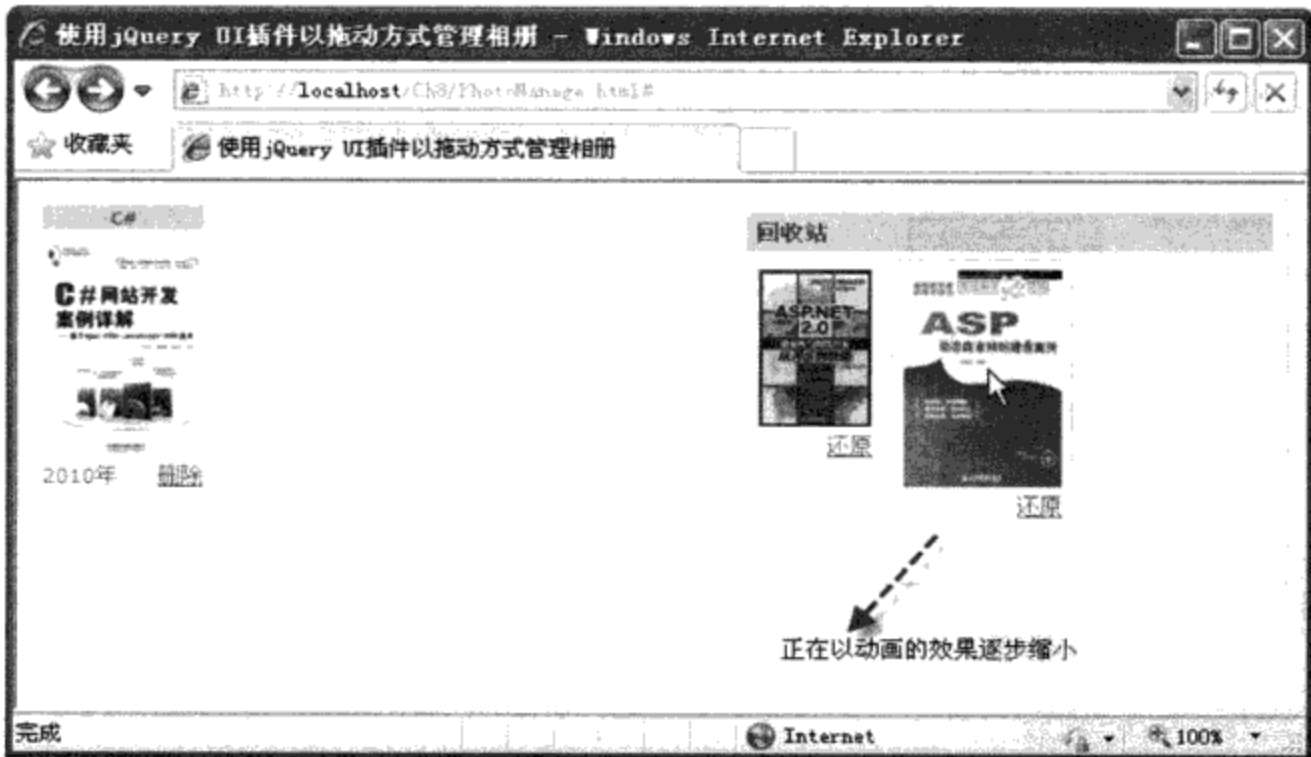 使用jQuery UI插件以拖动方式管理相册 - Windows Internet Explorer
http://localhost/Ch8/PhotoManage.html#
收藏夹
使用jQuery UI插件以拖动方式管理相册
C#
C#网站开发
案例详解
2010年 删除
回收站
ASP.NET
2.0
还原
ASP
还原
正在以动画的效果逐步缩小
完成
Internet
100%